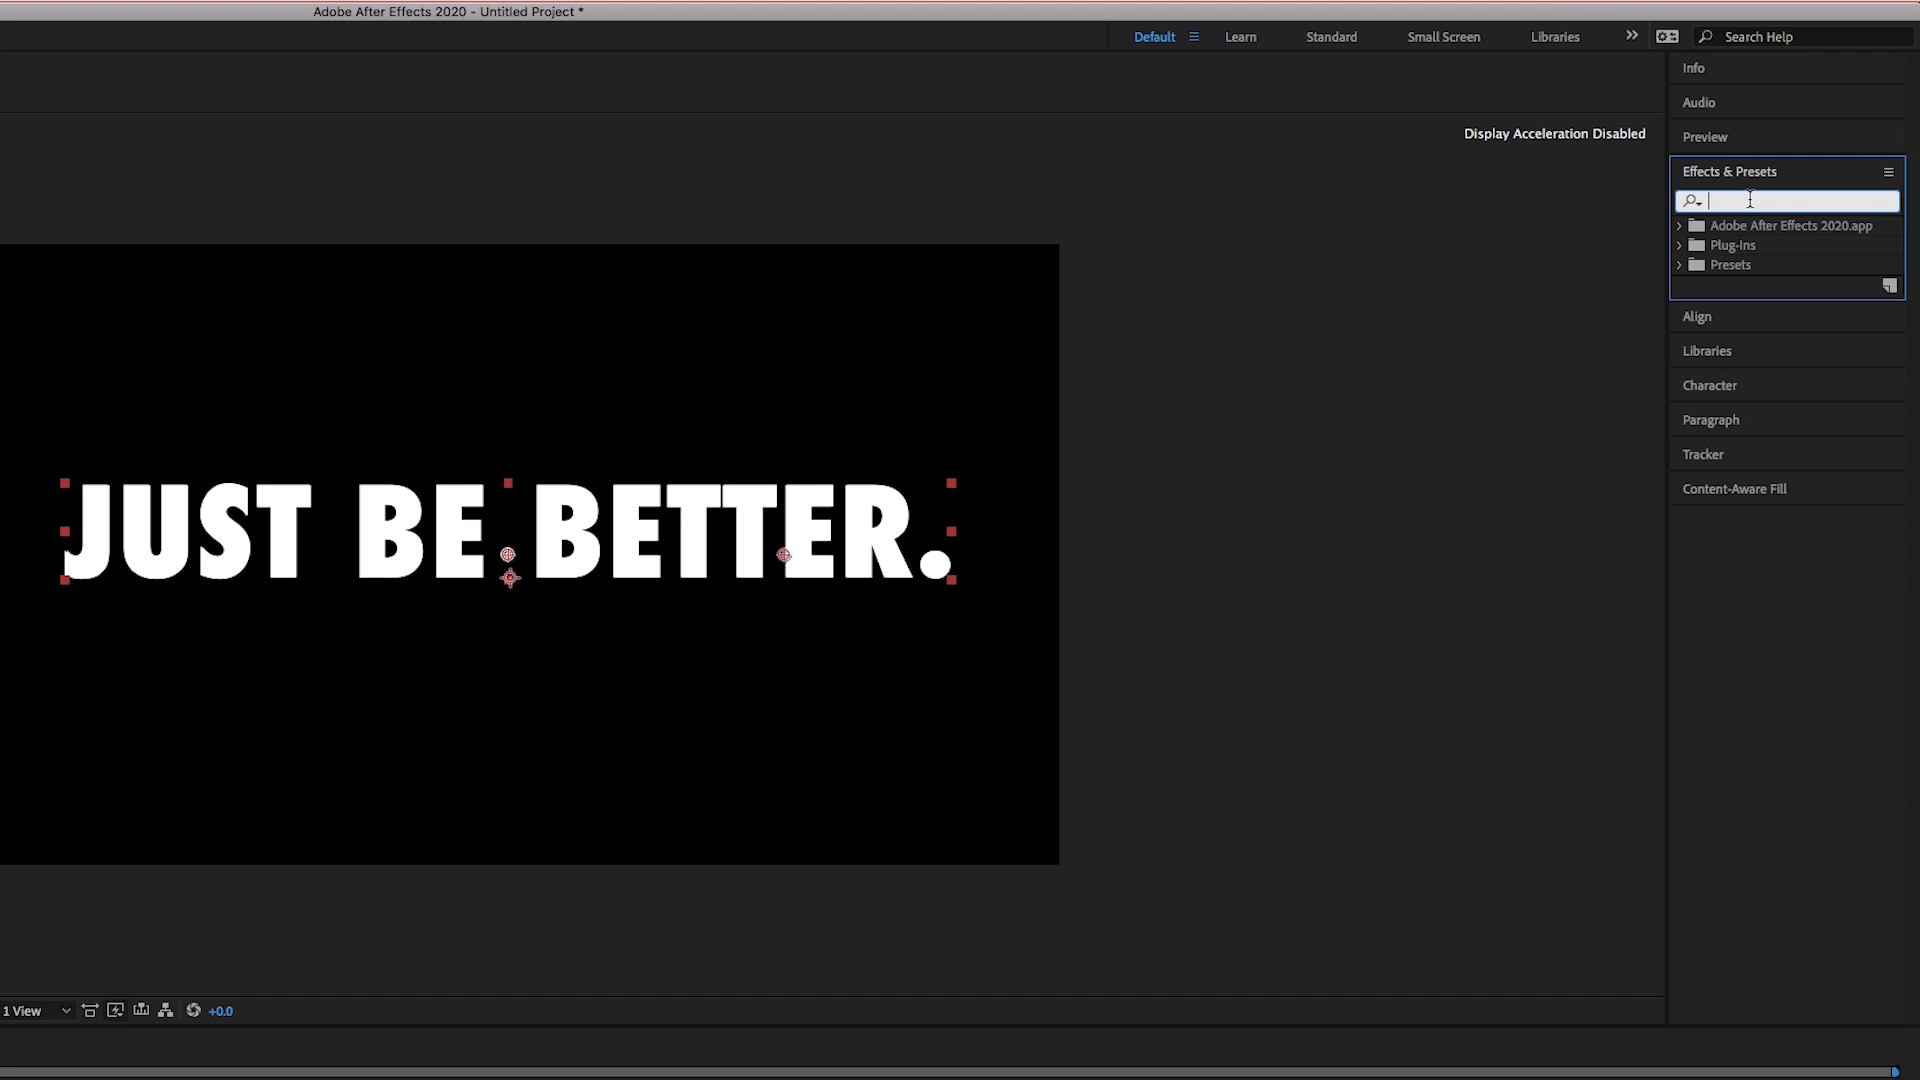 Adobe After Effects 2020 - Untitled Project *
Default
Learn
Standard
Small Screen
Libraries
Search Help
Info
Audio
Display Acceleration Disabled
Preview
Effects & Presets
Adobe After Effects 2020.app
Plug-Ins
Presets
Align
Libraries
Character
Paragraph
Tracker
Content-Aware Fill
JUST BE BETTER.
1 View
+0.0